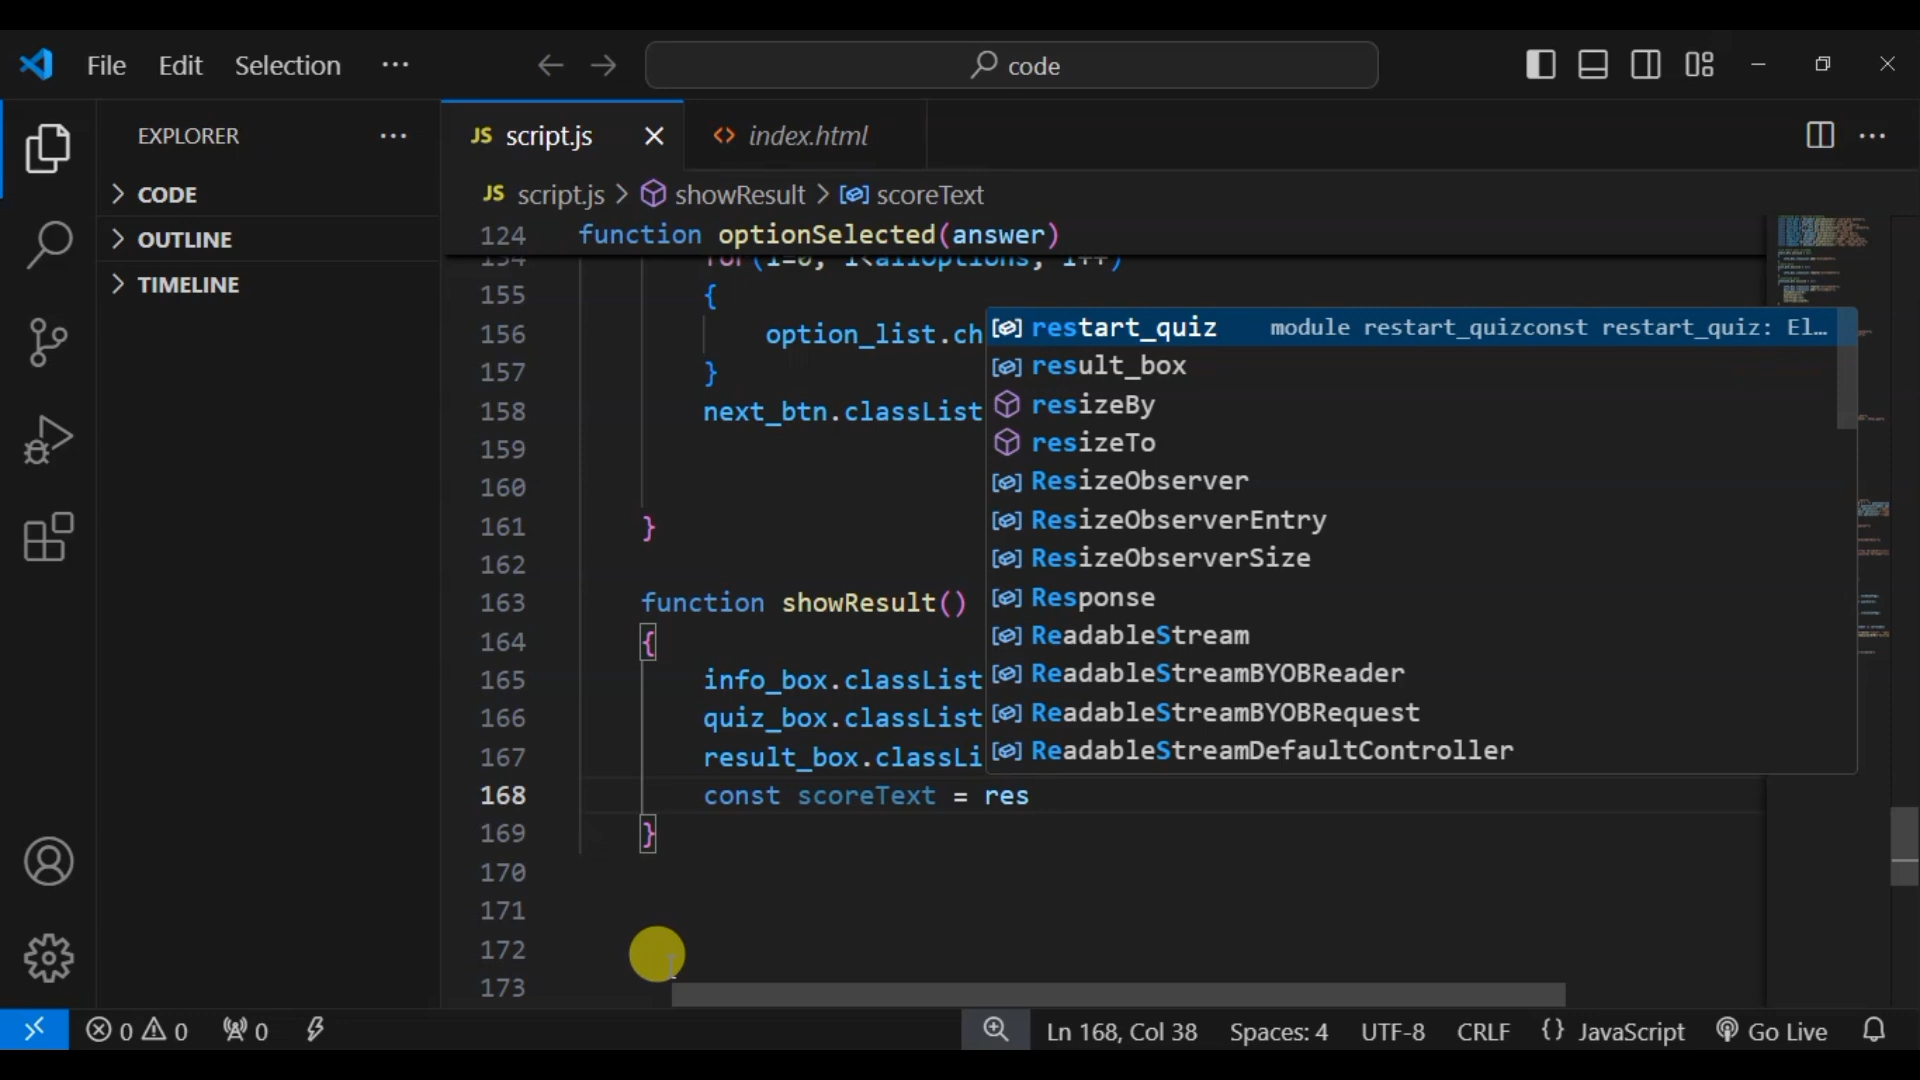 File Edit Selection ···
code
EXPLORER ···
JS script.js
<> index.html
···
CODE
OUTLINE
TIMELINE
JS script.js > showResult > scoreText
124 function optionSelected(answer)
155 {
156 option_list.ch
157 }
158 next_btn.classList
159
160
161 }
162
163 function showResult()
164 {
165 info_box.classList
166 quiz_box.classList
167 result_box.classLi
168 const scoreText = res
169 }
170
171
172
173
restart_quiz module restart_quizconst restart_quiz: El…
result_box
resizeBy
resizeTo
ResizeObserver
ResizeObserverEntry
ResizeObserverSize
Response
ReadableStream
ReadableStreamBYOBReader
ReadableStreamBYOBRequest
ReadableStreamDefaultController
0 0 0 Ln 168, Col 38 Spaces: 4 UTF-8 CRLF {} JavaScript Go Live